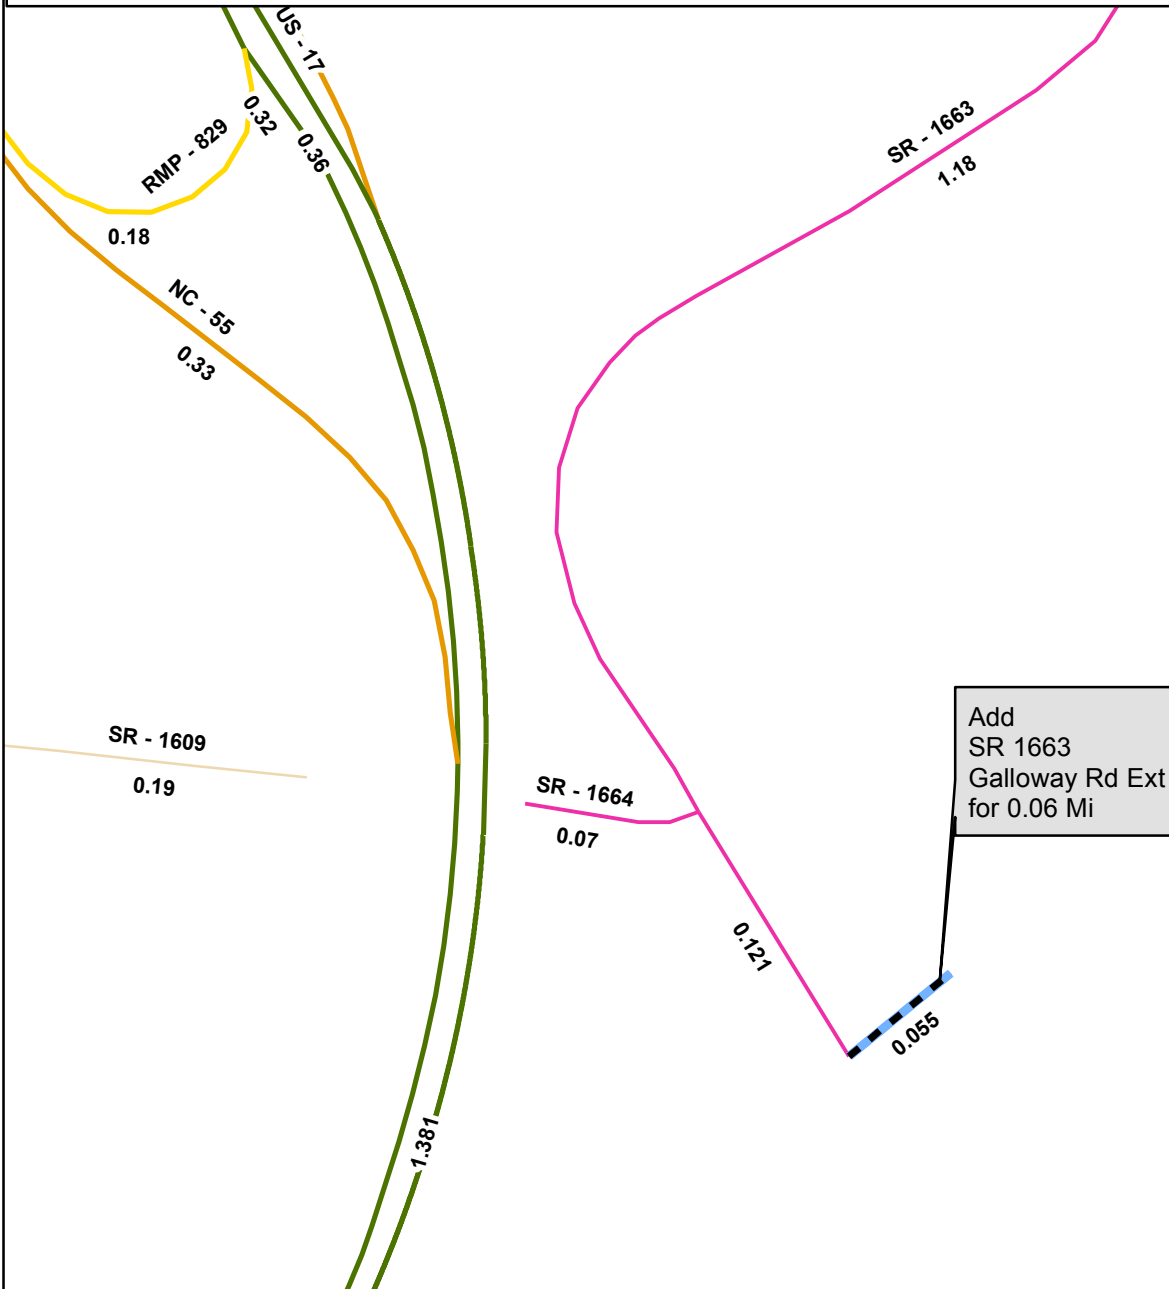 US - 17
0.32
0.36
RMP - 829
0.18
SR - 1663
1.18
NC - 55
0.33
SR - 1609
0.19
SR - 1664
0.07
Add
SR 1663
Galloway Rd Ext
for 0.06 Mi
0.121
0.055
1.381